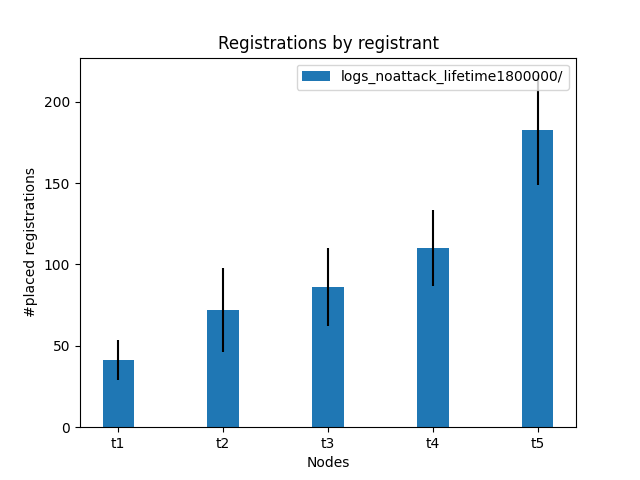 Registrations by registrant
logs_noattack_lifetime1800000/
#placed registrations
200
150
100
50
0
t1 t2 t3 t4 t5
Nodes